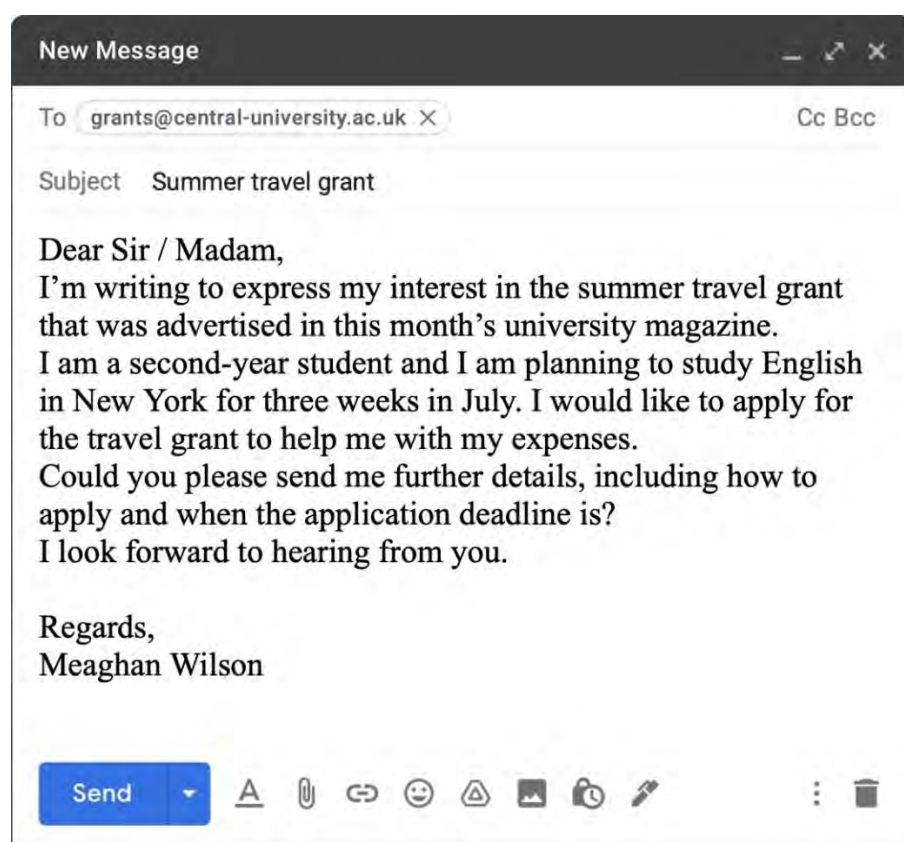 New Message
To grants@central-university.ac.uk Cc Bcc
Subject Summer travel grant
Dear Sir / Madam,
I’m writing to express my interest in the summer travel grant
that was advertised in this month’s university magazine.
I am a second-year student and I am planning to study English
in New York for three weeks in July. I would like to apply for
the travel grant to help me with my expenses.
Could you please send me further details, including how to
apply and when the application deadline is?
I look forward to hearing from you.
Regards,
Meaghan Wilson
Send A